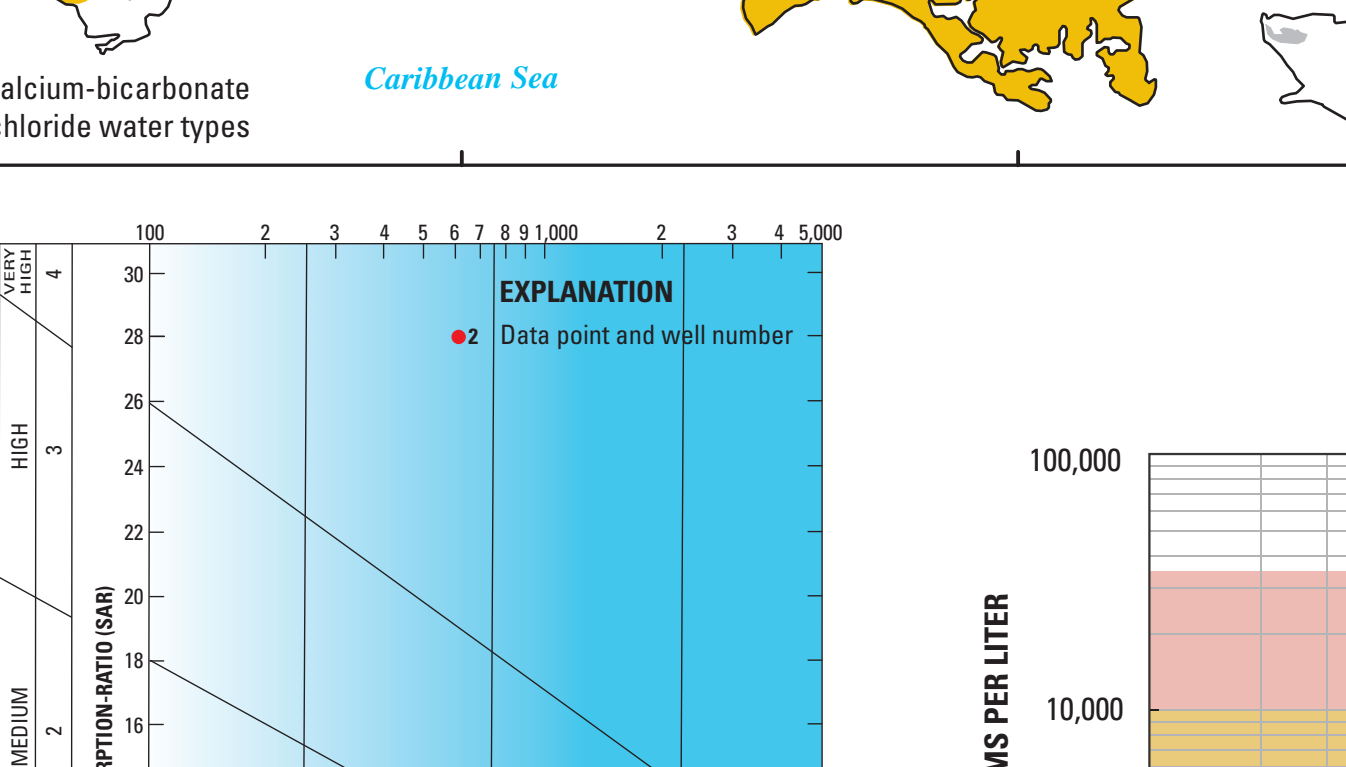 alcium-bicarbonate
chloride water types
Caribbean Sea
100 2 3 4 5 6 7 8 9 1,000 2 3 4 5,000
VERY
HIGH
4
HIGH
3
MEDIUM
2
30
28
26
24
22
20
18
16
RPTION-RATIO (SAR)
EXPLANATION
2 Data point and well number
100,000
10,000
MS PER LITER